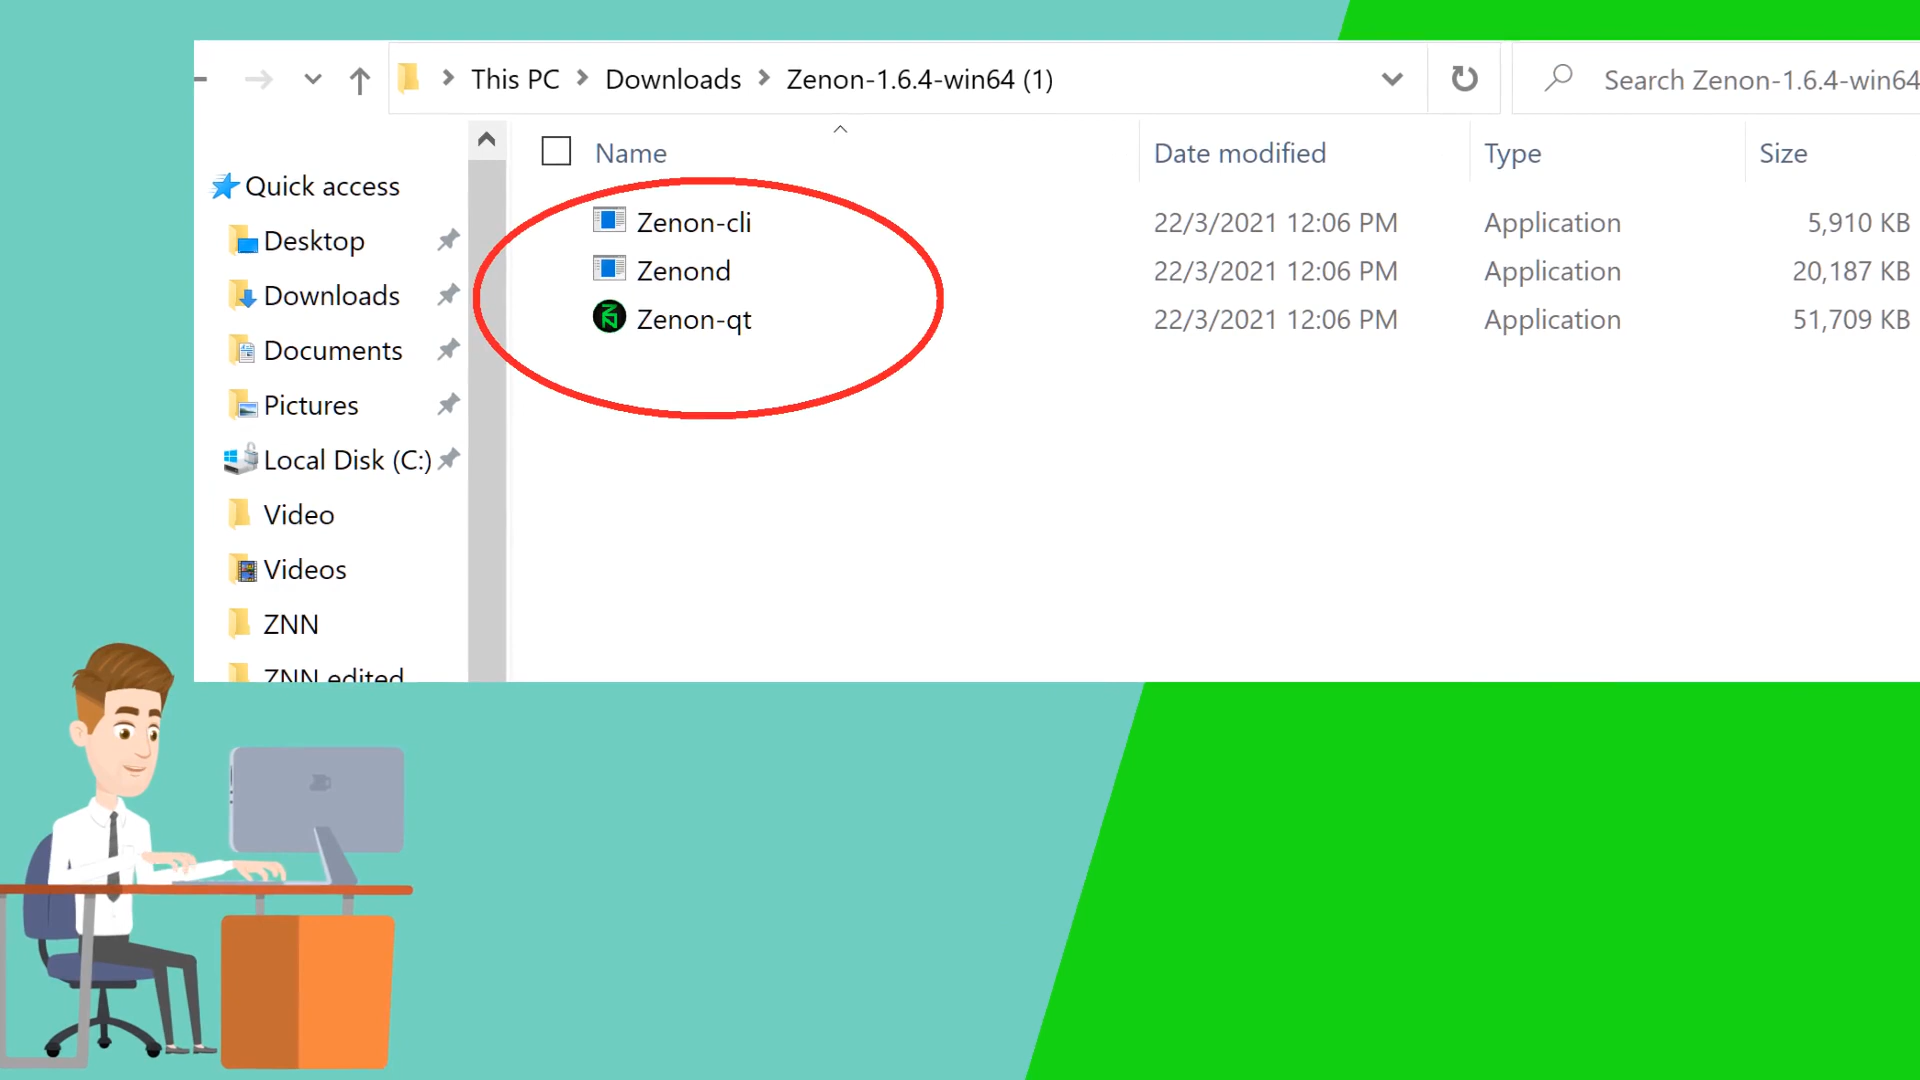 This PC Downloads Zenon-1.6.4-win64 (1) Search Zenon-1.6.4-win64
Name Date modified Type Size
Quick access
Desktop
Downloads
Documents
Pictures
Local Disk (C:)
Video
Videos
ZNN
ZNN edited
Zenon-cli 22/3/2021 12:06 PM Application 5,910 KB
Zenond 22/3/2021 12:06 PM Application 20,187 KB
Zenon-qt 22/3/2021 12:06 PM Application 51,709 KB